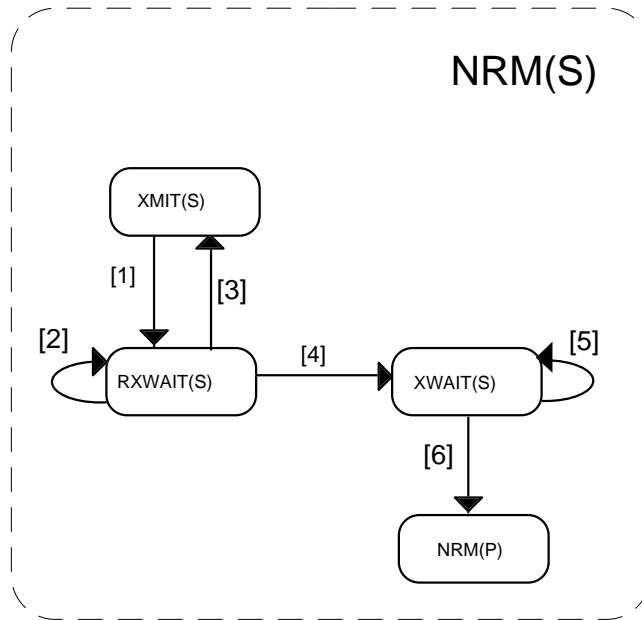 NRM(S)
XMIT(S)
[1]
[3]
[2]
RXWAIT(S)
[4]
XWAIT(S)
[5]
[6]
NRM(P)